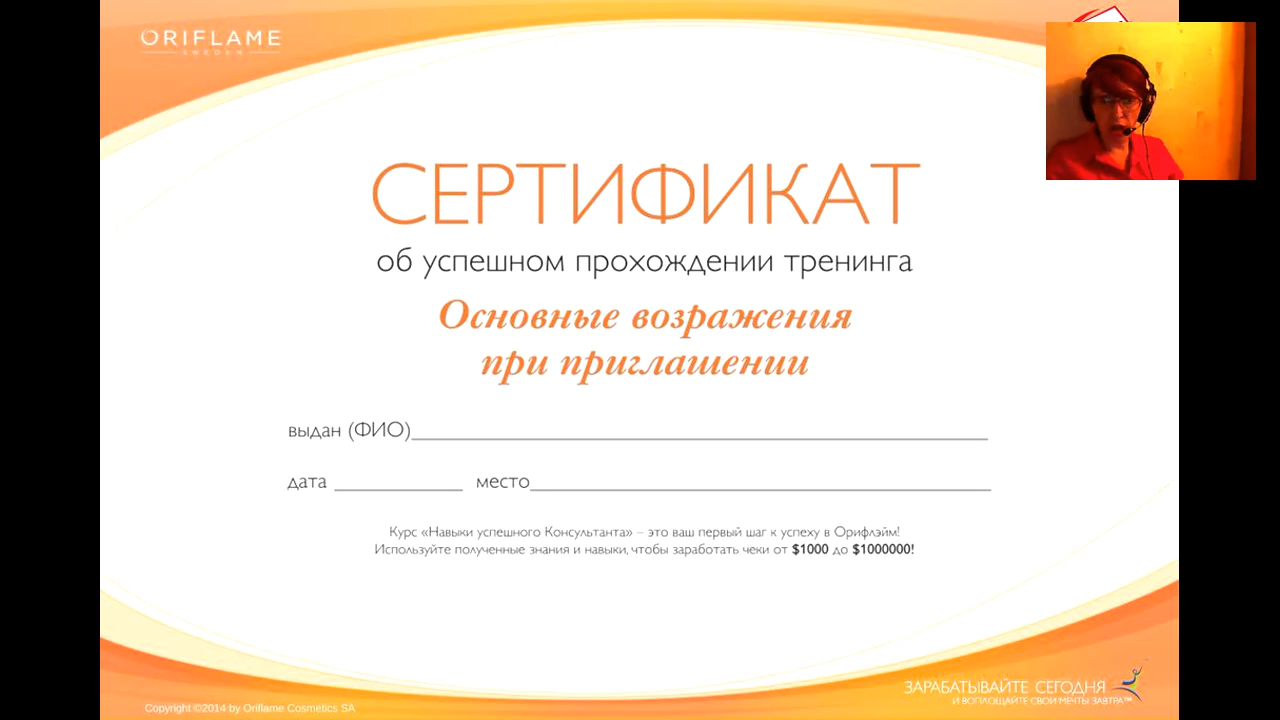 ORIFLAME
SWEDEN
СЕРТИФИКАТ
об успешном прохождении тренинга
Основные возражения
при приглашении
выдан (ФИО)
дата место
Курс «Навыки успешного Консультанта» – это ваш первый шаг к успеху в Орифлэйм!
Используйте полученные знания и навыки, чтобы заработать чеки от $1000 до $1000000!
ЗАРАБАТЫВАЙТЕ СЕГОДНЯ
И ВОПЛОЩАЙТЕ СВОИ МЕЧТЫ ЗАВТРА™
Copyright ©2014 by Oriflame Cosmetics SA